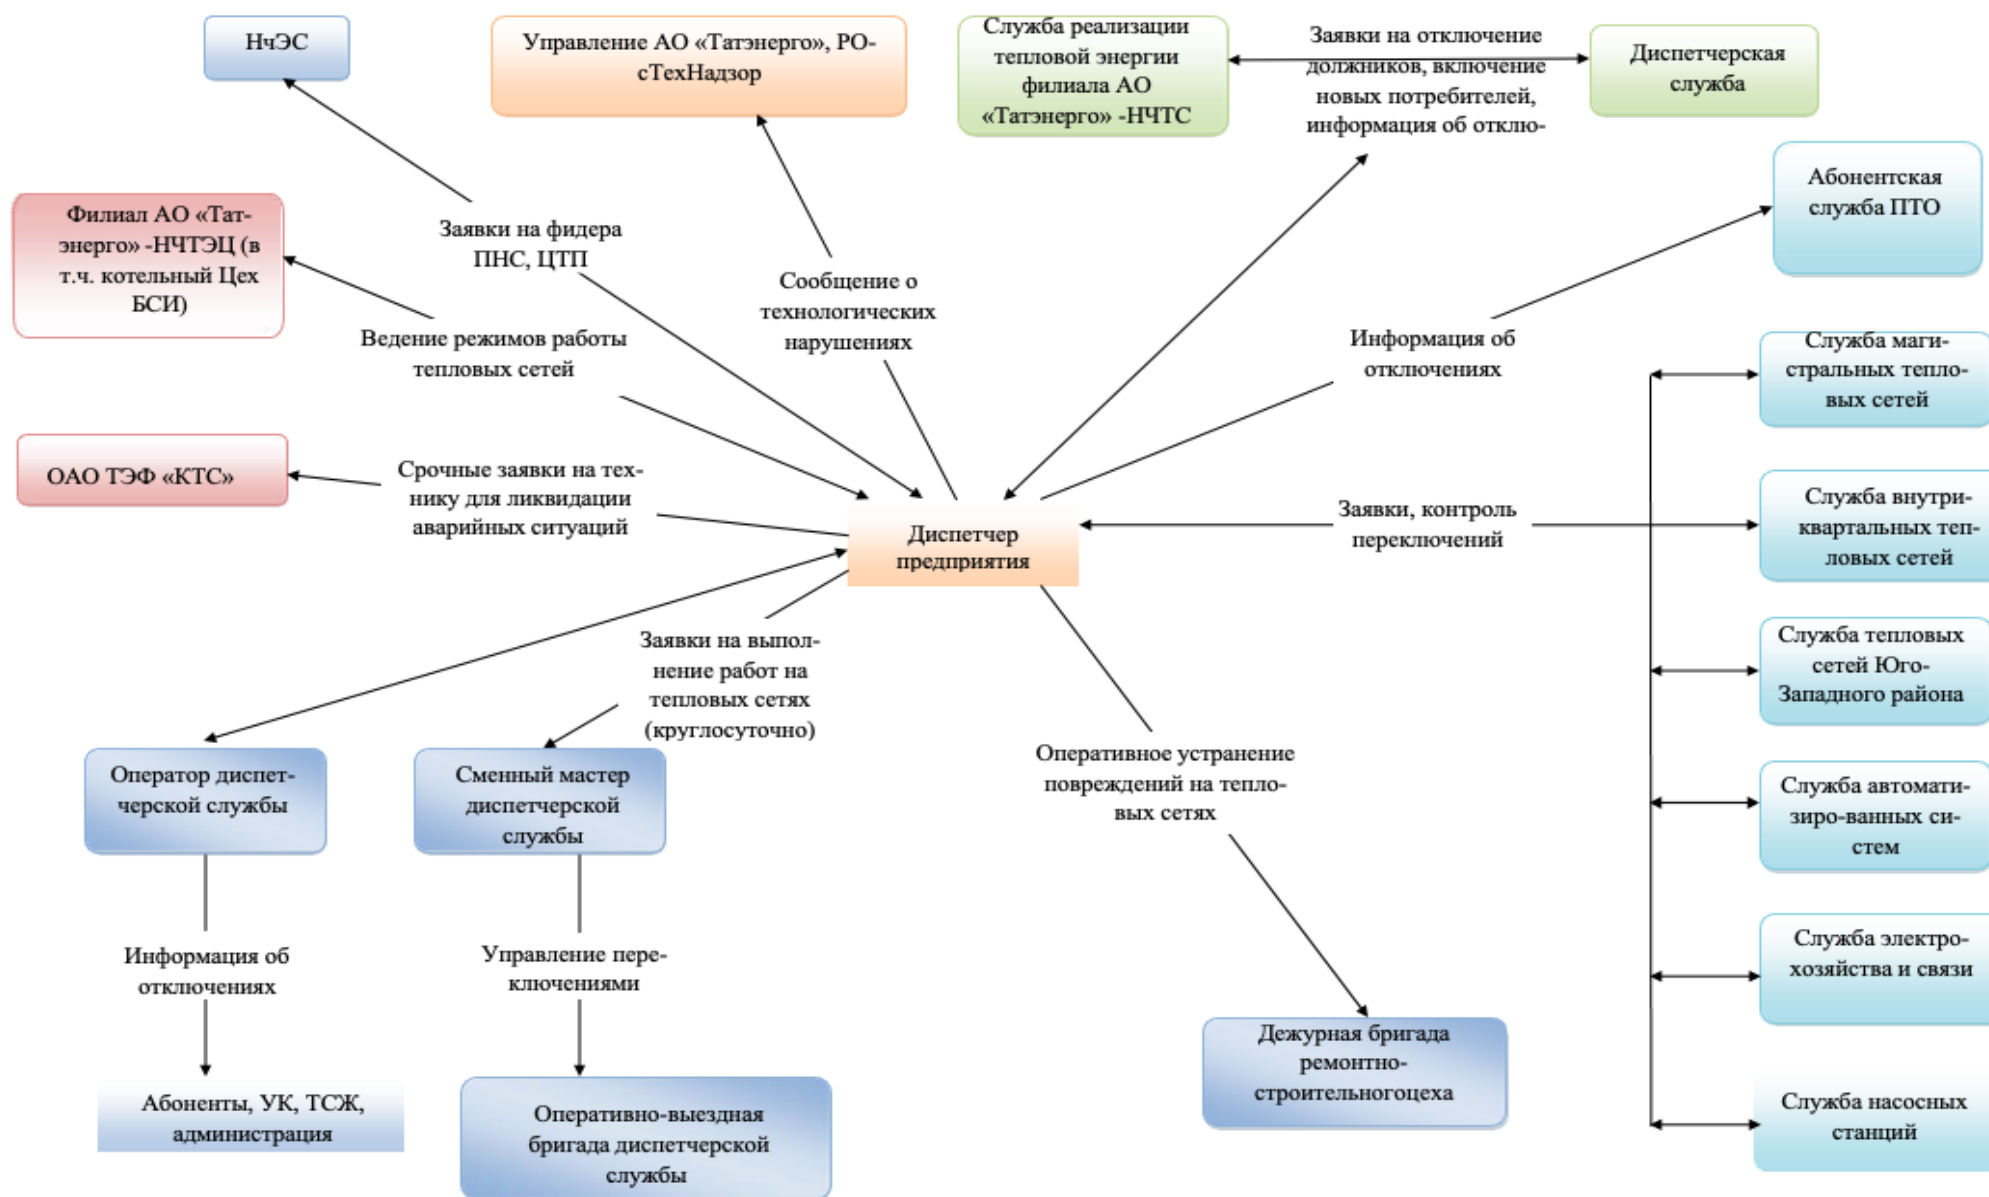 НчЭС
Управление АО «Татэнерго», РО-
сТехНадзор
Служба реализации
тепловой энергии
филиала АО
«Татэнерго» -НЧТС
Заявки на отключение
должников, включение
новых потребителей,
информация об отклю-
Диспетчерская
служба
Абонентская
служба ПТО
Филиал АО «Тат-
энерго» -НЧТЭЦ (в
т.ч. котельный Цех
БСИ)
Заявки на фидера
ПНС, ЦТП
Сообщение о
технологических
нарушениях
Ведение режимов работы
тепловых сетей
Информация об
отключениях
Служба маги-
стральных тепло-
вых сетей
ОАО ТЭФ «КТС»
Срочные заявки на тех-
нику для ликвидации
аварийных ситуаций
Диспетчер
предприятия
Заявки, контроль
переключений
Служба внутри-
квартальных теп-
ловых сетей
Заявки на выпол-
нение работ на
тепловых сетях
(круглосуточно)
Служба тепловых
сетей Юго-
Западного района
Оператор диспет-
черской службы
Сменный мастер
диспетчерской
службы
Оперативное устранение
повреждений на тепло-
вых сетях
Служба автомати-
зиро-ванных си-
стем
Информация об
отключениях
Управление пере-
ключениями
Служба электро-
хозяйства и связи
Дежурная бригада
ремонтно-
строительногоцеха
Абоненты, УК, ТСЖ,
администрация
Оперативно-выездная
бригада диспетчерской
службы
Служба насосных
станций